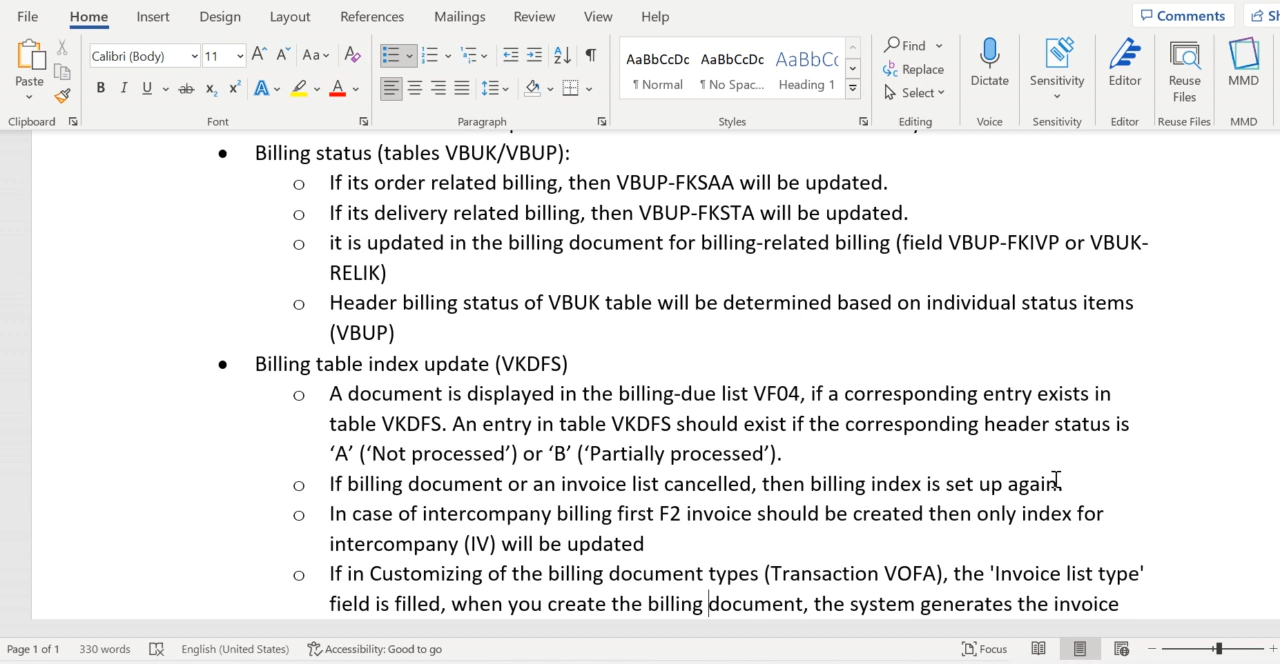 File Home Insert Design Layout References Mailings Review View Help Comments
Calibri (Body) 11 Aa
Find
AaBbCcDc AaBbCcDc AaBbC
Replace
Paste
B I U ab x₂ x² A A
¶ Normal ¶ No Spac... Heading 1
Select
Dictate Sensitivity Editor Reuse Files MMD
Clipboard Font Paragraph Styles Editing Voice Sensitivity Editor Reuse Files MMD
• Billing status (tables VBUK/VBUP):
o If its order related billing, then VBUP-FKSAA will be updated.
o If its delivery related billing, then VBUP-FKSTA will be updated.
o it is updated in the billing document for billing-related billing (field VBUP-FKIVP or VBUK-
RELIK)
o Header billing status of VBUK table will be determined based on individual status items
(VBUP)
• Billing table index update (VKDFS)
o A document is displayed in the billing-due list VF04, if a corresponding entry exists in
table VKDFS. An entry in table VKDFS should exist if the corresponding header status is
‘A’ (‘Not processed’) or ‘B’ (‘Partially processed’).
o If billing document or an invoice list cancelled, then billing index is set up again.
o In case of intercompany billing first F2 invoice should be created then only index for
intercompany (IV) will be updated
o If in Customizing of the billing document types (Transaction VOFA), the 'Invoice list type'
field is filled, when you create the billing document, the system generates the invoice
Page 1 of 1 330 words English (United States) Accessibility: Good to go Focus